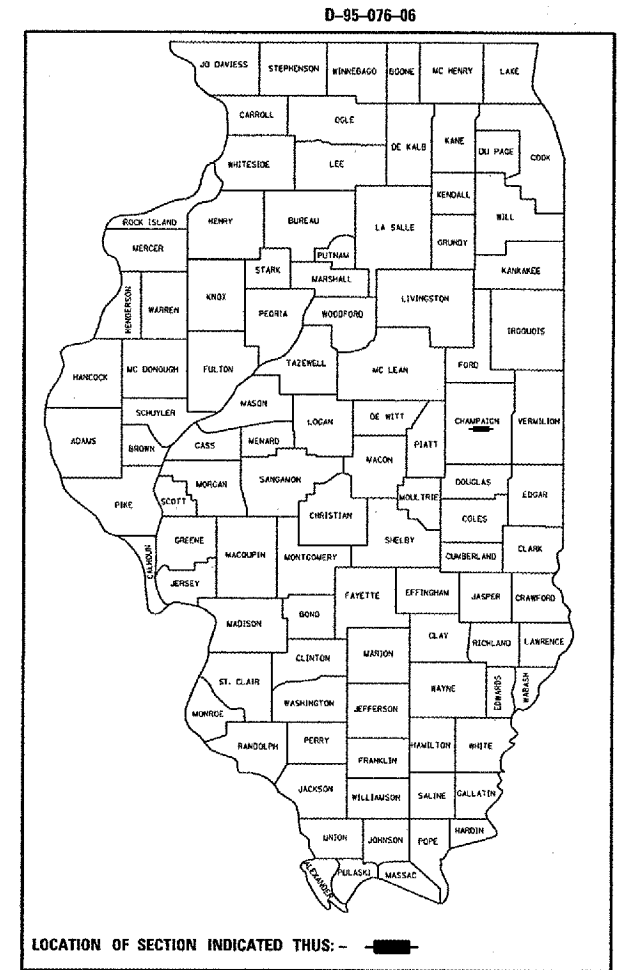 D-95-076-06
JO DAVIESS STEPHENSON WINNEBAGO BOONE MC HENRY LAKE
CARROLL OGLE
DE KALB KANE DU PAGE COOK
WHITESIDE LEE
KENDALL
ROCK ISLAND HENRY BUREAU LA SALLE WILL
MERCER PUTNAM GRUNDY
STARK MARSHALL KANKAKEE
HENDERSON WARREN KNOX PEORIA WOODFORD LIVINGSTON IROQUOIS
HANCOCK MC DONOUGH FULTON TAZEWELL MC LEAN FORD
SCHUYLER MASON LOGAN DE WITT CHAMPAIGN VERMILION
ADAMS BROWN CASS MENARD MACON PIATT
PIKE SCOTT MORGAN SANGAMON MOULTRIE DOUGLAS EDGAR
CHRISTIAN COLES
GREENE MACOUPIN MONTGOMERY SHELBY CUMBERLAND CLARK
CALHOUN JERSEY
FAYETTE EFFINGHAM JASPER CRAWFORD
MADISON BOND
CLAY RICHLAND LAWRENCE
CLINTON MARION
ST. CLAIR WAYNE EDWARDS WABASH
MONROE WASHINGTON JEFFERSON
RANDOLPH PERRY HAMILTON WHITE
FRANKLIN
JACKSON WILLIAMSON SALINE GALLATIN
UNION JOHNSON POPE HARDIN
ALEXANDER PULASKI MASSAC
LOCATION OF SECTION INDICATED THUS: -